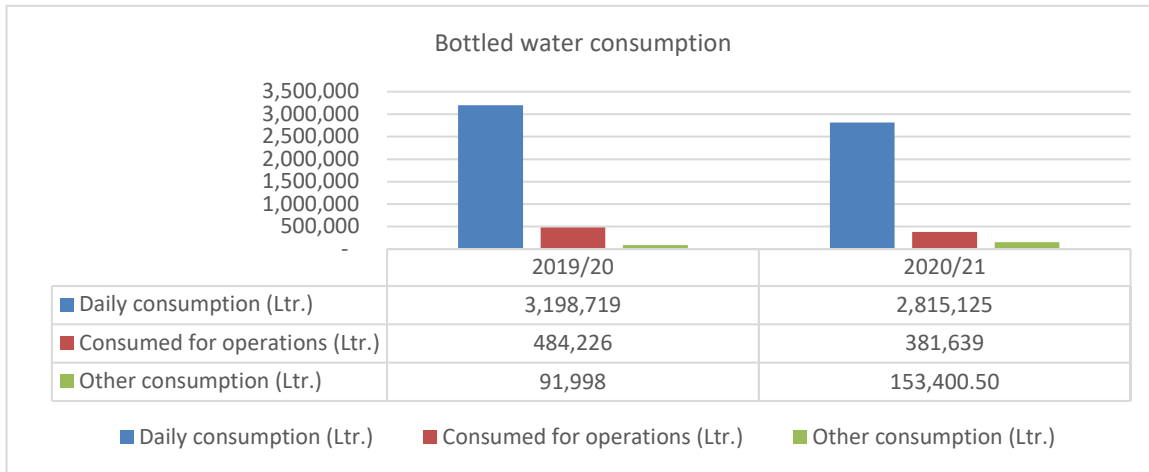 Bottled water consumption
3,500,000
3,000,000
2,500,000
2,000,000
1,500,000
1,000,000
500,000
-
2019/20 2020/21
Daily consumption (Ltr.) 3,198,719 2,815,125
Consumed for operations (Ltr.) 484,226 381,639
Other consumption (Ltr.) 91,998 153,400.50
Daily consumption (Ltr.) Consumed for operations (Ltr.) Other consumption (Ltr.)